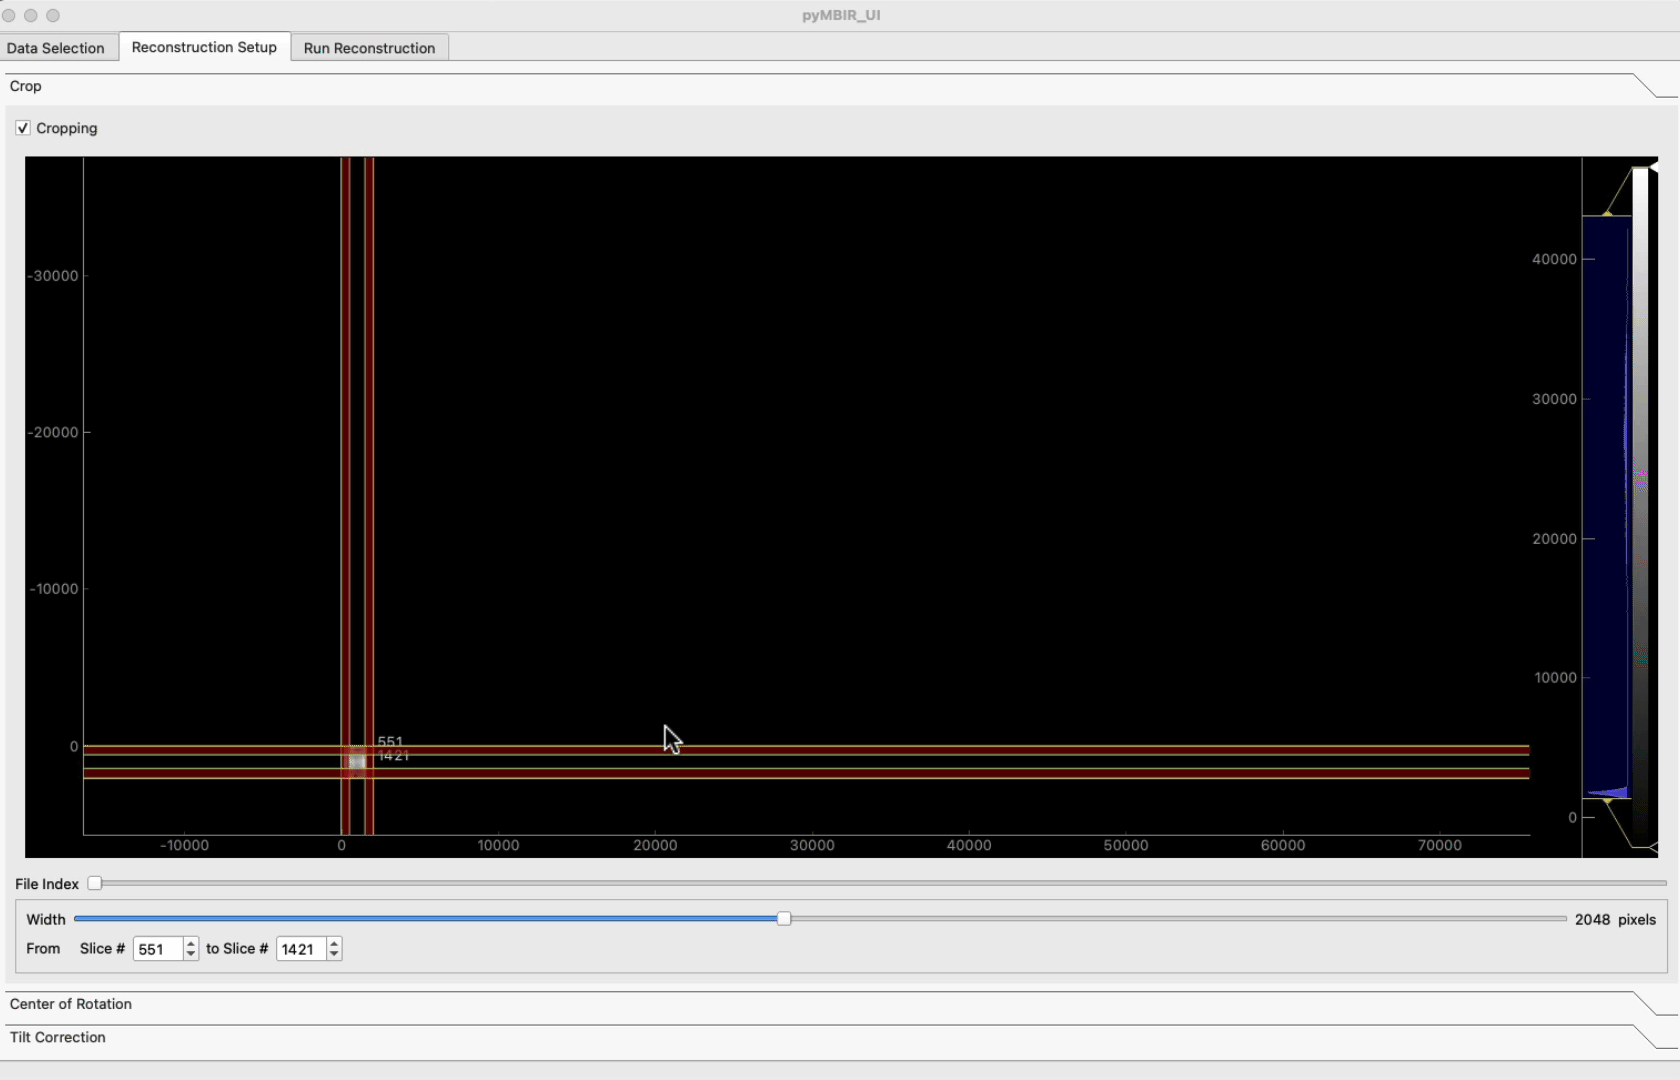 pyMBIR_UI
Data Selection
Reconstruction Setup
Run Reconstruction
Crop
Cropping
-30000
-20000
-10000
0
551
1421
-10000
0
10000
20000
30000
40000
50000
60000
70000
40000
30000
20000
10000
0
File Index
Width
2048 pixels
From Slice # 551 to Slice # 1421
Center of Rotation
Tilt Correction